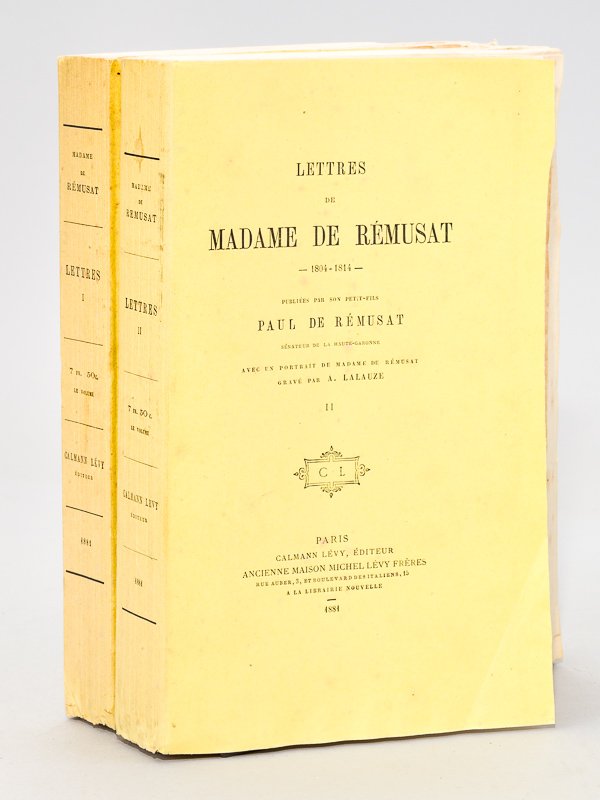 MADAME
DE
RÉMUSAT
LETTRES
I
7 FR. 50 C.
LE VOLUME
CALMANN LÉVY
ÉDITEUR
1881
MADAME
DE
RÉMUSAT
LETTRES
II
7 FR. 50 C.
LE VOLUME
CALMANN LÉVY
ÉDITEUR
1881
LETTRES
DE
MADAME DE RÉMUSAT
— 1804-1814 —
PUBLIÉES PAR SON PETIT-FILS
PAUL DE RÉMUSAT
SÉNATEUR DE LA HAUTE-GARONNE
AVEC UN PORTRAIT DE MADAME DE RÉMUSAT
GRAVÉ PAR A. LALAUZE
II
C L
PARIS
CALMANN LÉVY, ÉDITEUR
ANCIENNE MAISON MICHEL LÉVY FRÈRES
RUE AUBER, 3, ET BOULEVARD DES ITALIENS, 15
A LA LIBRAIRIE NOUVELLE
1881